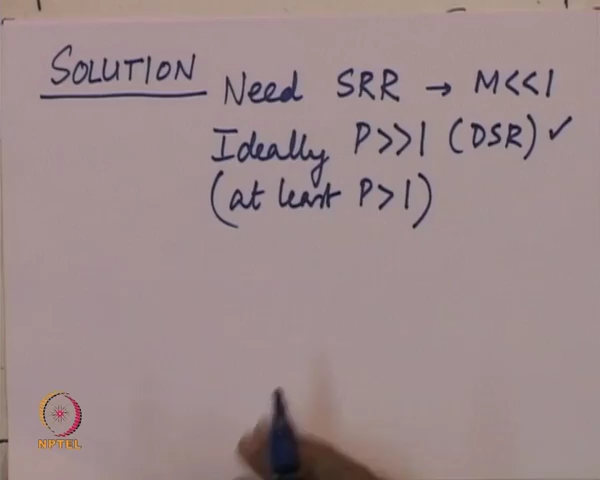 SOLUTION
Need SRR → M<<1
Ideally P>>1 (DSR) ✓
(at least P>1)
NPTEL